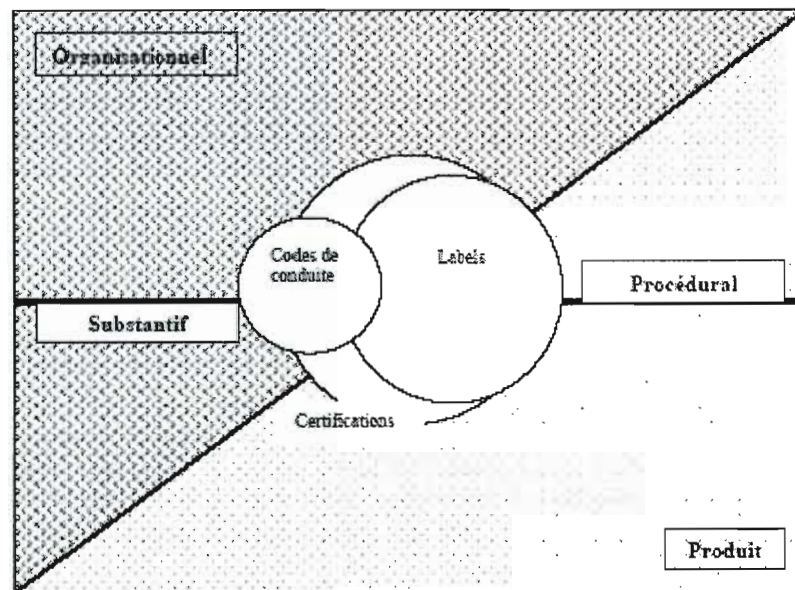 Organisationnel
Codes de
conduite
Labels
Procédural
Substantif
Certifications
Produit